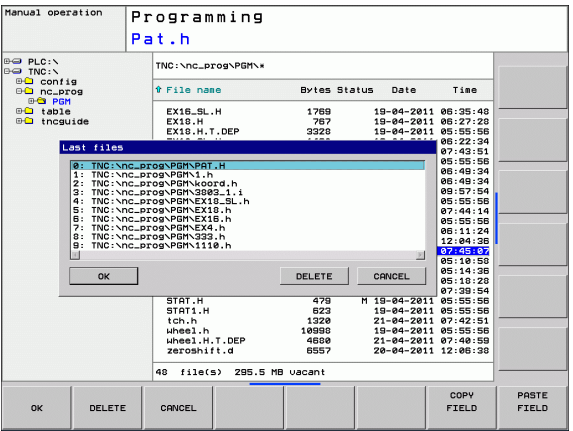 Manual operation
Programming
Pat.h
PLC:\
TNC:\
config
nc_prog
PGM
table
tncguide
TNC:\nc_prog\PGM\*
File name Bytes Status Date Time
EX16_SL.H 1769 19-04-2011 06:35:48
EX18.H 767 19-04-2011 06:27:28
EX18.H.T.DEP 3328 19-04-2011 05:55:56
06:22:34
07:43:51
05:55:56
06:49:34
06:49:34
09:57:54
05:55:56
07:44:14
05:55:56
06:11:24
12:04:36
07:45:07
05:10:58
05:14:36
05:18:28
07:39:54
Last files
0: TNC:\nc_prog\PGM\PAT.H
1: TNC:\nc_prog\PGM\1.h
2: TNC:\nc_prog\PGM\koord.h
3: TNC:\nc_prog\PGM\3803_1.i
4: TNC:\nc_prog\PGM\EX18_SL.h
5: TNC:\nc_prog\PGM\EX18.h
6: TNC:\nc_prog\PGM\EX16.h
7: TNC:\nc_prog\PGM\EX4.h
8: TNC:\nc_prog\PGM\333.h
9: TNC:\nc_prog\PGM\1110.h
OK DELETE CANCEL
STAT.H 479 M 19-04-2011 05:55:56
STAT1.H 623 19-04-2011 05:55:56
tch.h 1320 21-04-2011 07:42:51
wheel.h 10998 19-04-2011 05:55:56
wheel.H.T.DEP 4680 21-04-2011 07:40:59
zeroshift.d 6557 20-04-2011 12:06:38
48 file(s) 295.5 MB vacant
OK DELETE CANCEL COPY FIELD PASTE FIELD